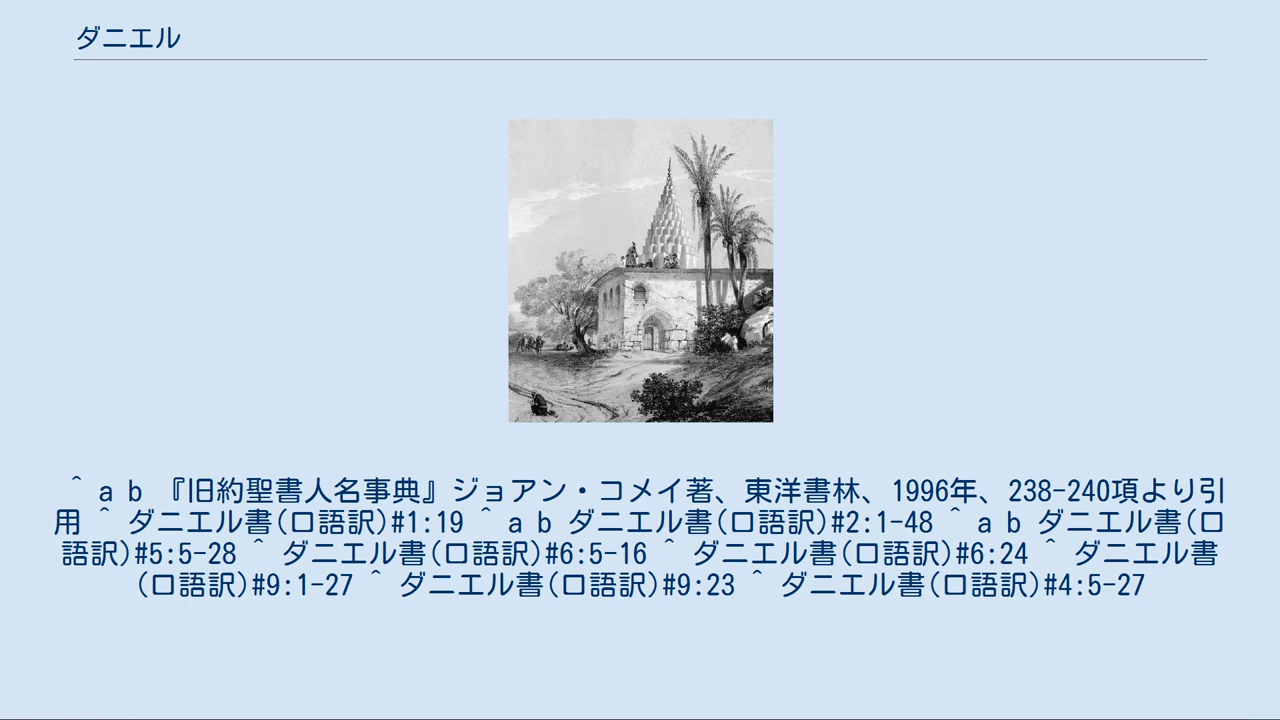 ダニエル
^ a b 『旧約聖書人名事典』ジョアン・コメイ著、東洋書林、1996年、238-240項より引
用 ^ ダニエル書(口語訳)#1:19 ^ a b ダニエル書(口語訳)#2:1-48 ^ a b ダニエル書(口
語訳)#5:5-28 ^ ダニエル書(口語訳)#6:5-16 ^ ダニエル書(口語訳)#6:24 ^ ダニエル書
(口語訳)#9:1-27 ^ ダニエル書(口語訳)#9:23 ^ ダニエル書(口語訳)#4:5-27